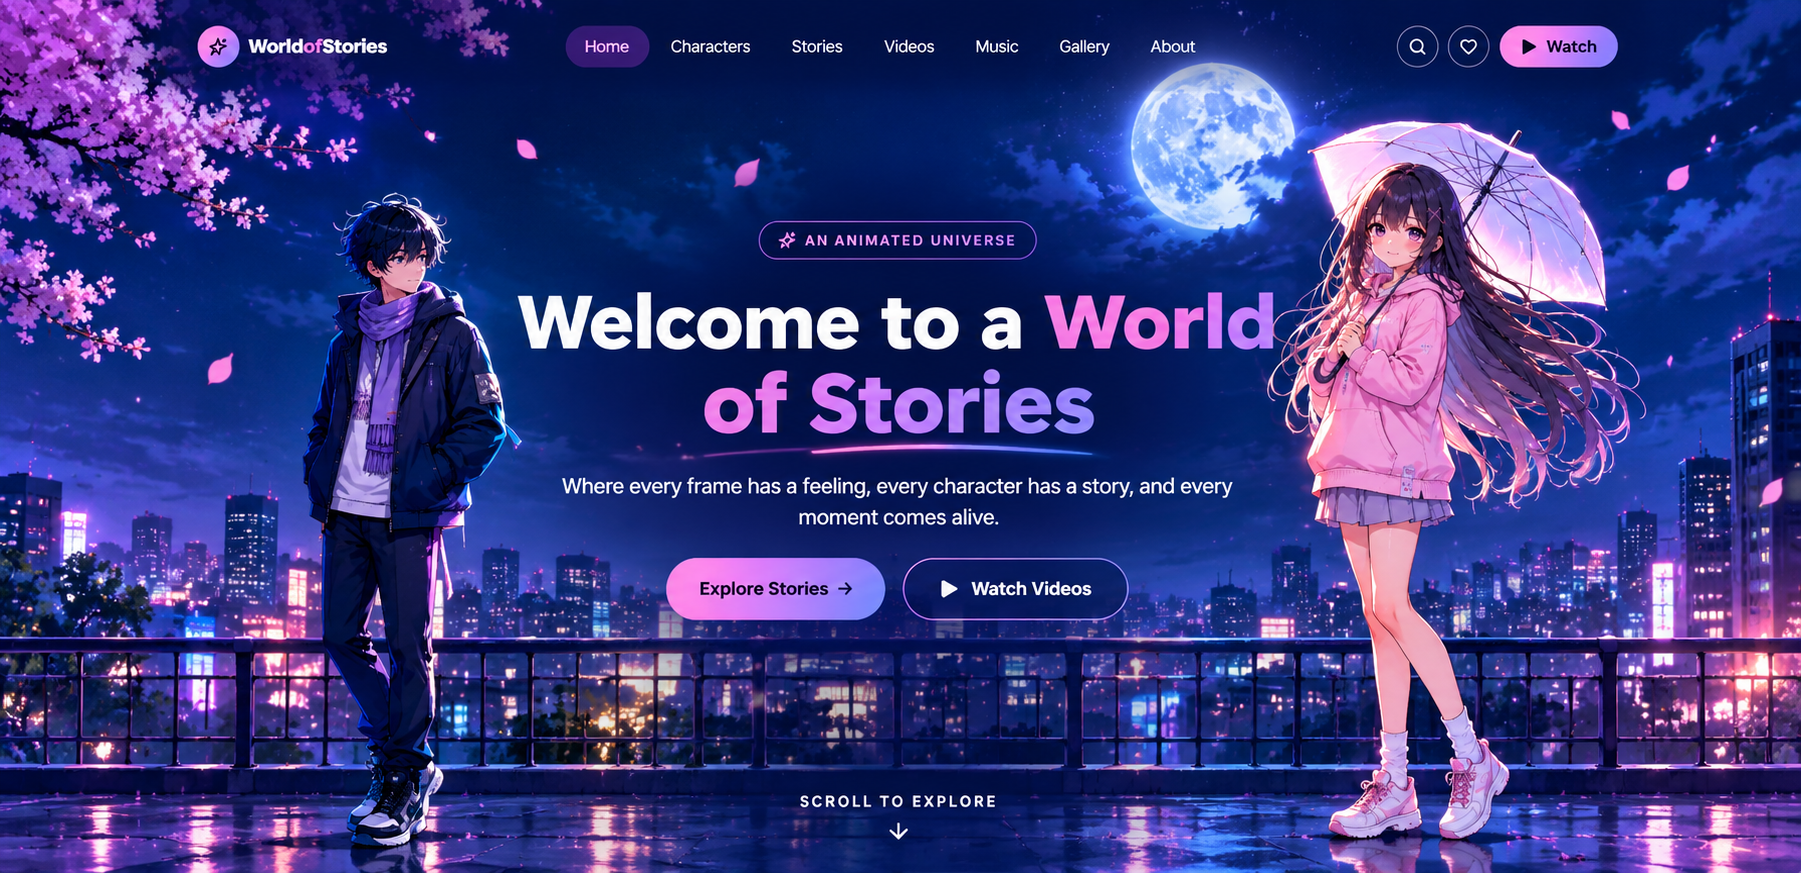 WorldofStories
Home
Characters
Stories
Videos
Music
Gallery
About
Watch
AN ANIMATED UNIVERSE
Welcome to a World
of Stories
Where every frame has a feeling, every character has a story, and every
moment comes alive.
Explore Stories
Watch Videos
SCROLL TO EXPLORE